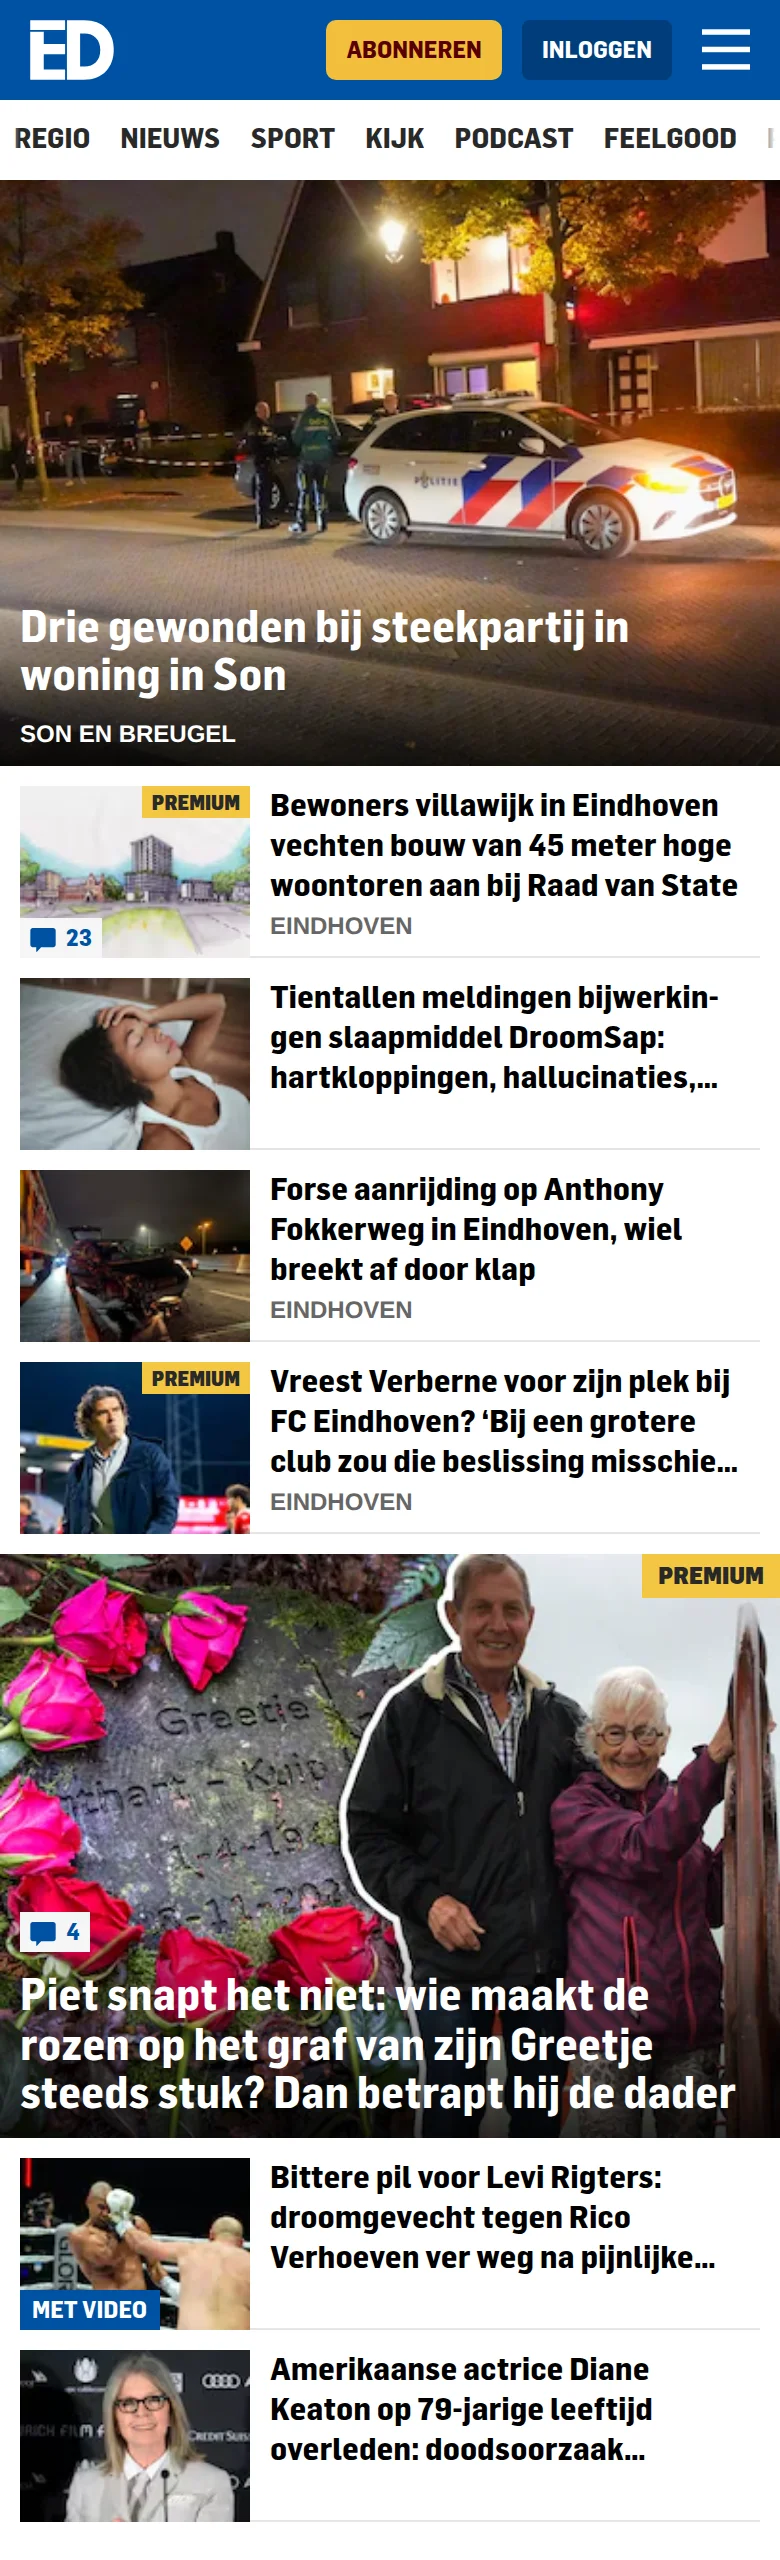 ED
ABONNEREN
INLOGGEN
REGIO NIEUWS SPORT KIJK PODCAST FEELGOOD
POLITIE
Drie gewonden bij steekpartij in
woning in Son
SON EN BREUGEL
PREMIUM
23
Bewoners villawijk in Eindhoven
vechten bouw van 45 meter hoge
woontoren aan bij Raad van State
EINDHOVEN
Tientallen meldingen bijwerkin-
gen slaapmiddel DroomSap:
hartkloppingen, hallucinaties,...
Forse aanrijding op Anthony
Fokkerweg in Eindhoven, wiel
breekt af door klap
EINDHOVEN
PREMIUM
Vreest Verberne voor zijn plek bij
FC Eindhoven? ‘Bij een grotere
club zou die beslissing misschie...
EINDHOVEN
PREMIUM
Greetje
4
Piet snapt het niet: wie maakt de
rozen op het graf van zijn Greetje
steeds stuk? Dan betrapt hij de dader
MET VIDEO
Bittere pil voor Levi Rigters:
droomgevecht tegen Rico
Verhoeven ver weg na pijnlijke...
Amerikaanse actrice Diane
Keaton op 79-jarige leeftijd
overleden: doodsoorzaak...